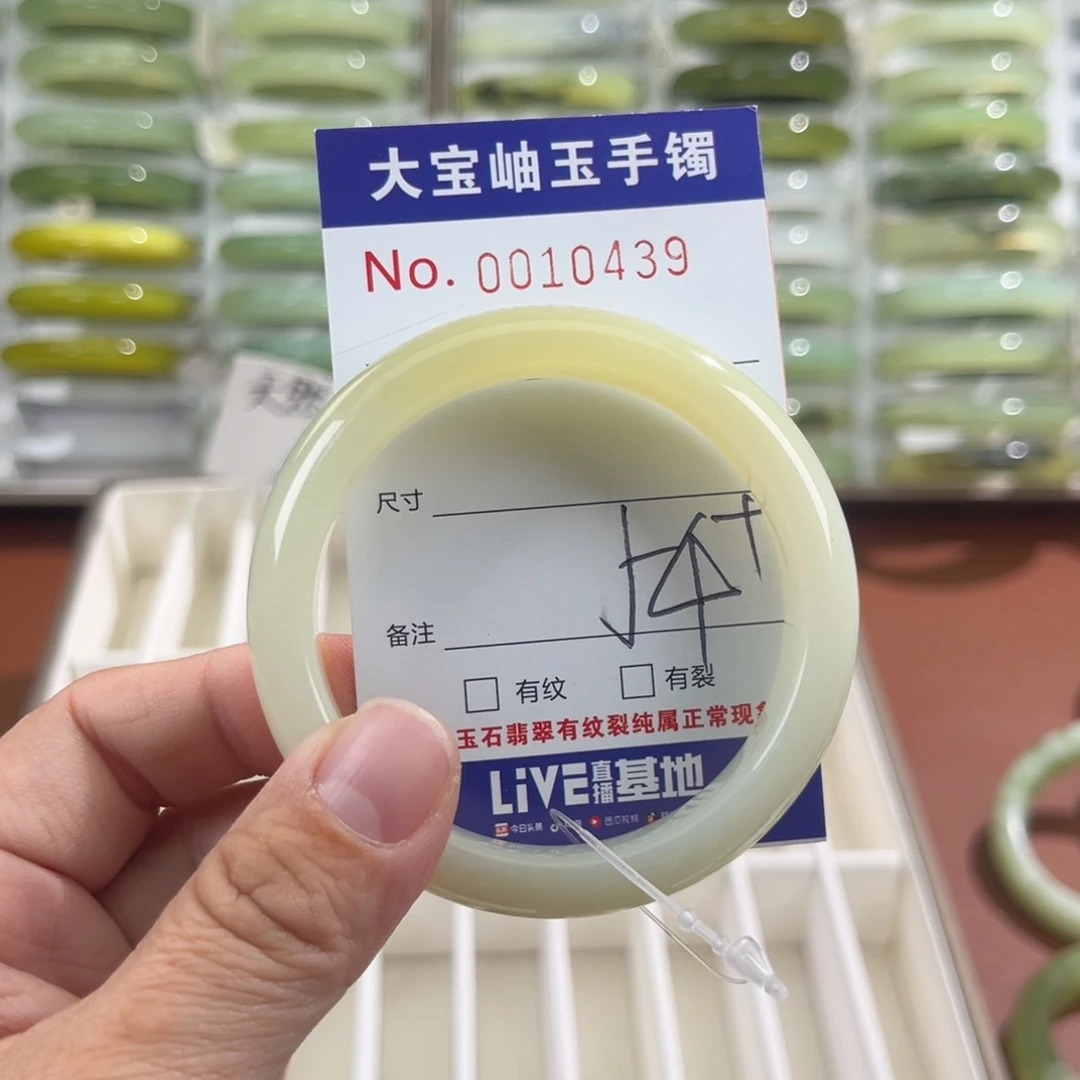 大宝岫玉手镯
No. 0010439
天然
尺寸
备注
□ 有纹 □ 有裂
玉石翡翠有纹裂纯属正常现象
LiVE直播基地
今日头条 西瓜视频